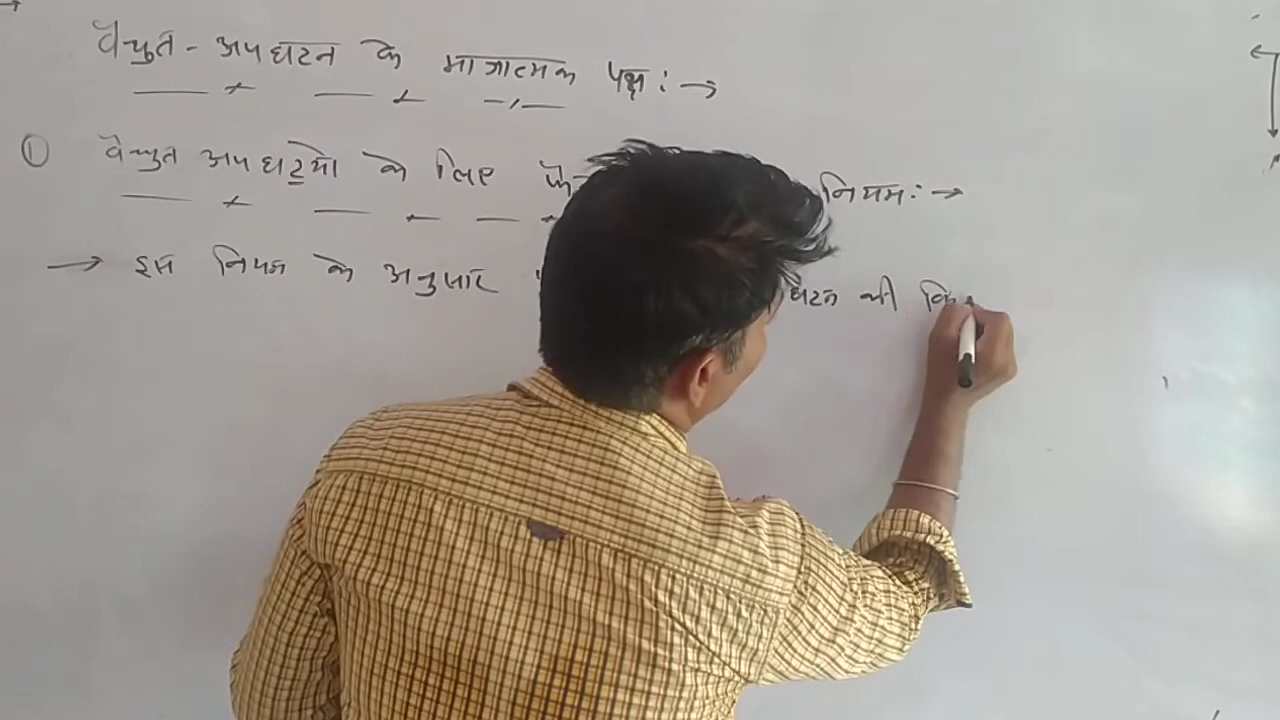 वैद्युत - अपघटन के मात्रात्मक पक्ष : →
① वैद्युत अपघट्यो के लिए नियम : →
→ इस नियम के अनुसार घटन की